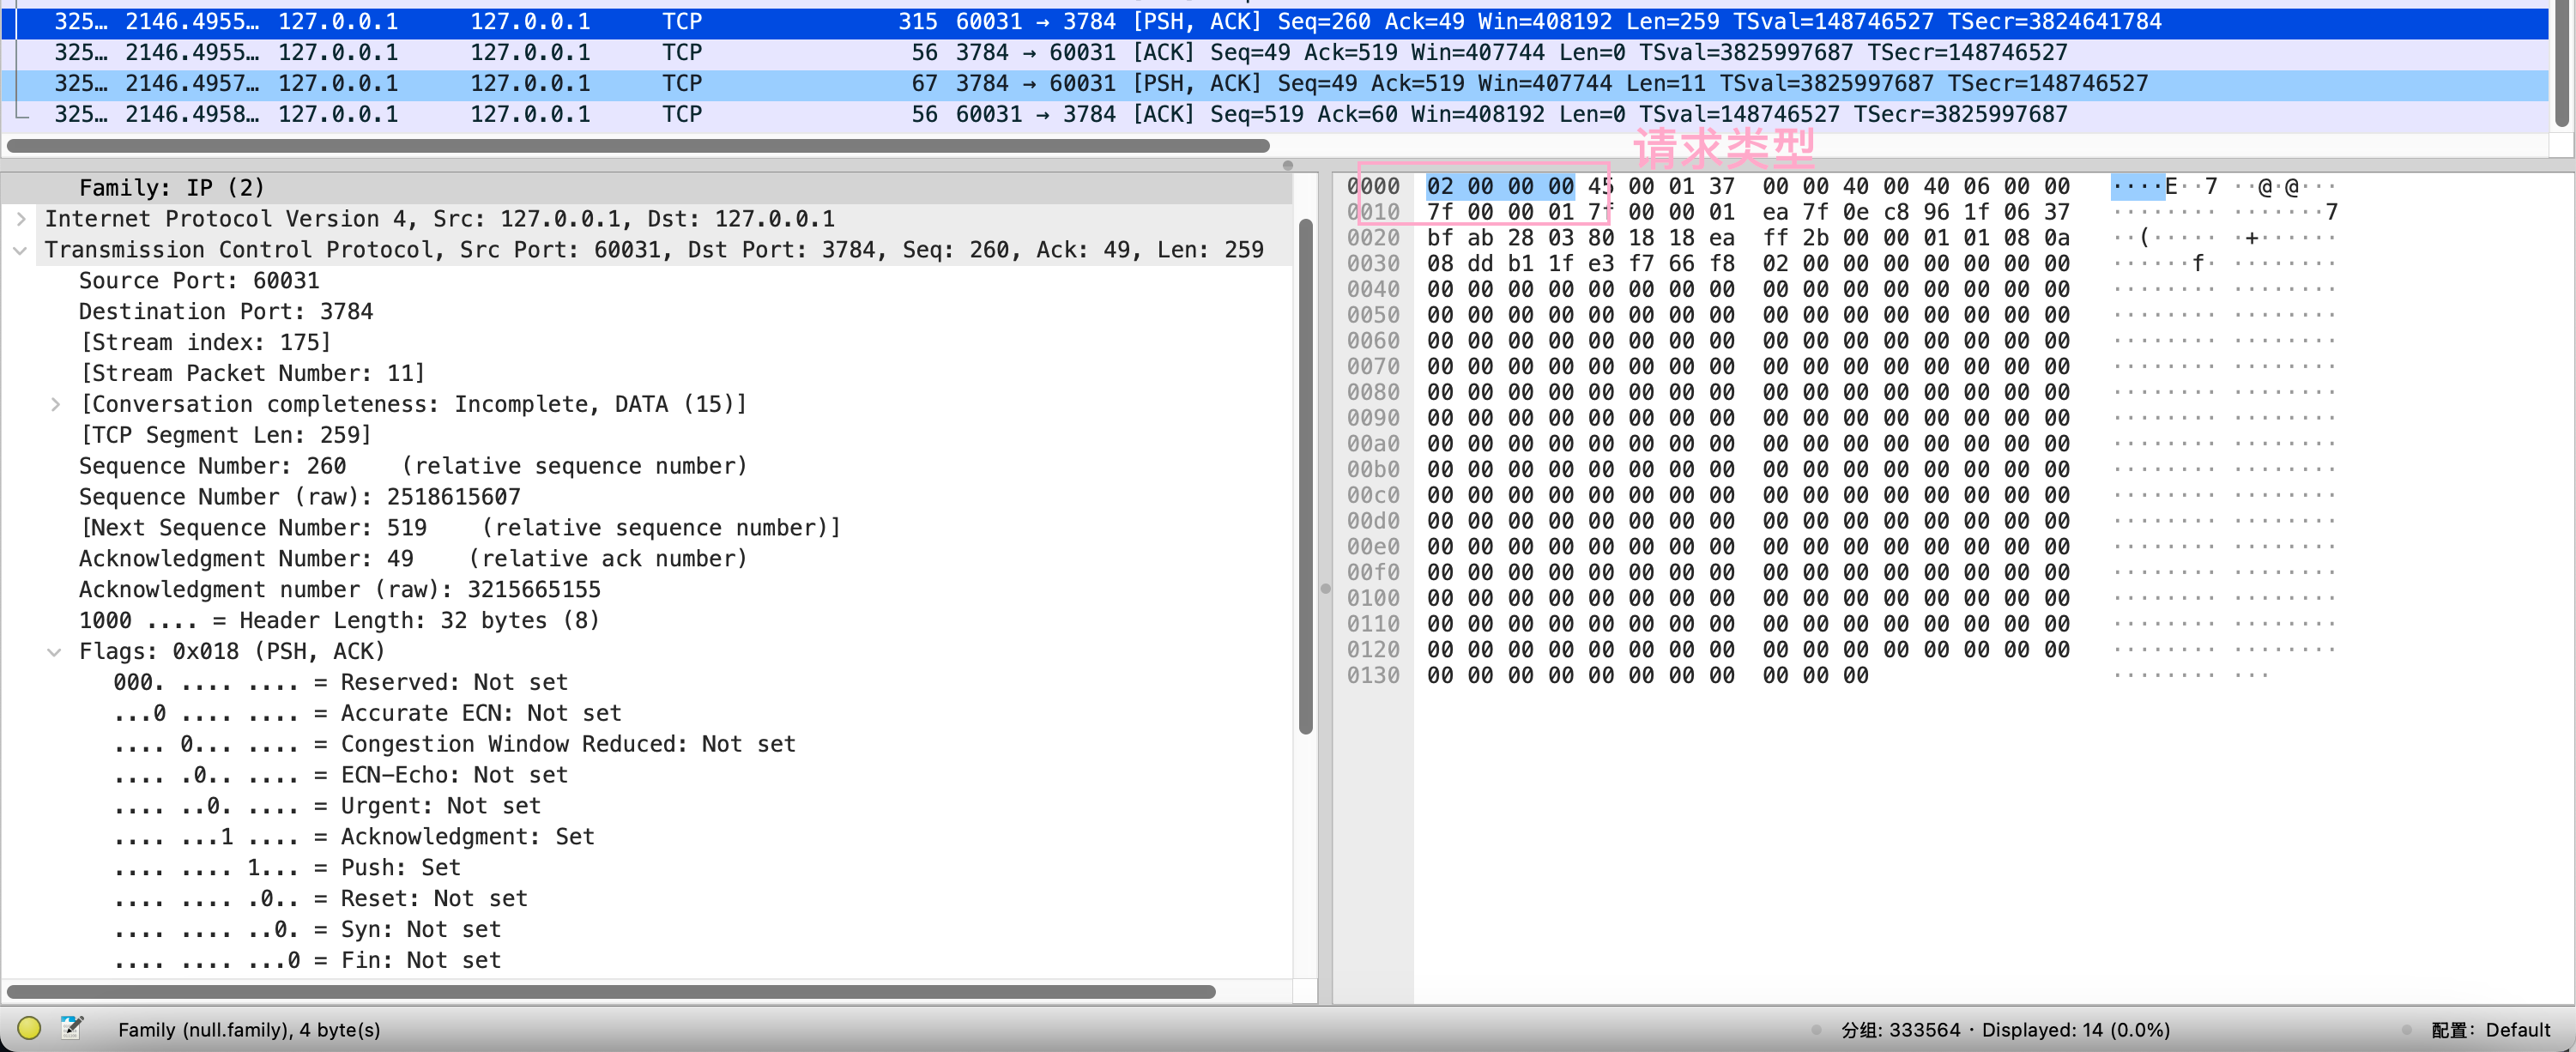 325… 2146.4955… 127.0.0.1 127.0.0.1 TCP 315 60031 → 3784 [PSH, ACK] Seq=260 Ack=49 Win=408192 Len=259 TSval=148746527 TSecr=3824641784
325… 2146.4955… 127.0.0.1 127.0.0.1 TCP 56 3784 → 60031 [ACK] Seq=49 Ack=519 Win=407744 Len=0 TSval=3825997687 TSecr=148746527
325… 2146.4957… 127.0.0.1 127.0.0.1 TCP 67 3784 → 60031 [PSH, ACK] Seq=49 Ack=519 Win=407744 Len=11 TSval=3825997687 TSecr=148746527
325… 2146.4958… 127.0.0.1 127.0.0.1 TCP 56 60031 → 3784 [ACK] Seq=519 Ack=60 Win=408192 Len=0 TSval=148746527 TSecr=3825997687
请求类型
Family: IP (2)
Internet Protocol Version 4, Src: 127.0.0.1, Dst: 127.0.0.1
Transmission Control Protocol, Src Port: 60031, Dst Port: 3784, Seq: 260, Ack: 49, Len: 259
Source Port: 60031
Destination Port: 3784
[Stream index: 175]
[Stream Packet Number: 11]
[Conversation completeness: Incomplete, DATA (15)]
[TCP Segment Len: 259]
Sequence Number: 260 (relative sequence number)
Sequence Number (raw): 2518615607
[Next Sequence Number: 519 (relative sequence number)]
Acknowledgment Number: 49 (relative ack number)
Acknowledgment number (raw): 3215665155
1000 .... = Header Length: 32 bytes (8)
Flags: 0x018 (PSH, ACK)
000. .... .... = Reserved: Not set
...0 .... .... = Accurate ECN: Not set
.... 0... .... = Congestion Window Reduced: Not set
.... .0.. .... = ECN-Echo: Not set
.... ..0. .... = Urgent: Not set
.... ...1 .... = Acknowledgment: Set
.... .... 1... = Push: Set
.... .... .0.. = Reset: Not set
.... .... ..0. = Syn: Not set
.... .... ...0 = Fin: Not set
0000 02 00 00 00 45 00 01 37 00 00 40 00 40 06 00 00 ····E··7 ··@·@···
0010 7f 00 00 01 7f 00 00 01 ea 7f 0e c8 96 1f 06 37 ········ ·······7
0020 bf ab 28 03 80 18 18 ea ff 2b 00 00 01 01 08 0a ··(····· ·+······
0030 08 dd b1 1f e3 f7 66 f8 02 00 00 00 00 00 00 00 ······f· ········
0040 00 00 00 00 00 00 00 00 00 00 00 00 00 00 00 00 ········ ········
0050 00 00 00 00 00 00 00 00 00 00 00 00 00 00 00 00 ········ ········
0060 00 00 00 00 00 00 00 00 00 00 00 00 00 00 00 00 ········ ········
0070 00 00 00 00 00 00 00 00 00 00 00 00 00 00 00 00 ········ ········
0080 00 00 00 00 00 00 00 00 00 00 00 00 00 00 00 00 ········ ········
0090 00 00 00 00 00 00 00 00 00 00 00 00 00 00 00 00 ········ ········
00a0 00 00 00 00 00 00 00 00 00 00 00 00 00 00 00 00 ········ ········
00b0 00 00 00 00 00 00 00 00 00 00 00 00 00 00 00 00 ········ ········
00c0 00 00 00 00 00 00 00 00 00 00 00 00 00 00 00 00 ········ ········
00d0 00 00 00 00 00 00 00 00 00 00 00 00 00 00 00 00 ········ ········
00e0 00 00 00 00 00 00 00 00 00 00 00 00 00 00 00 00 ········ ········
00f0 00 00 00 00 00 00 00 00 00 00 00 00 00 00 00 00 ········ ········
0100 00 00 00 00 00 00 00 00 00 00 00 00 00 00 00 00 ········ ········
0110 00 00 00 00 00 00 00 00 00 00 00 00 00 00 00 00 ········ ········
0120 00 00 00 00 00 00 00 00 00 00 00 00 00 00 00 00 ········ ········
0130 00 00 00 00 00 00 00 00 00 00 00 ········ ···
Family (null.family), 4 byte(s)
分组: 333564 · Displayed: 14 (0.0%)
配置: Default